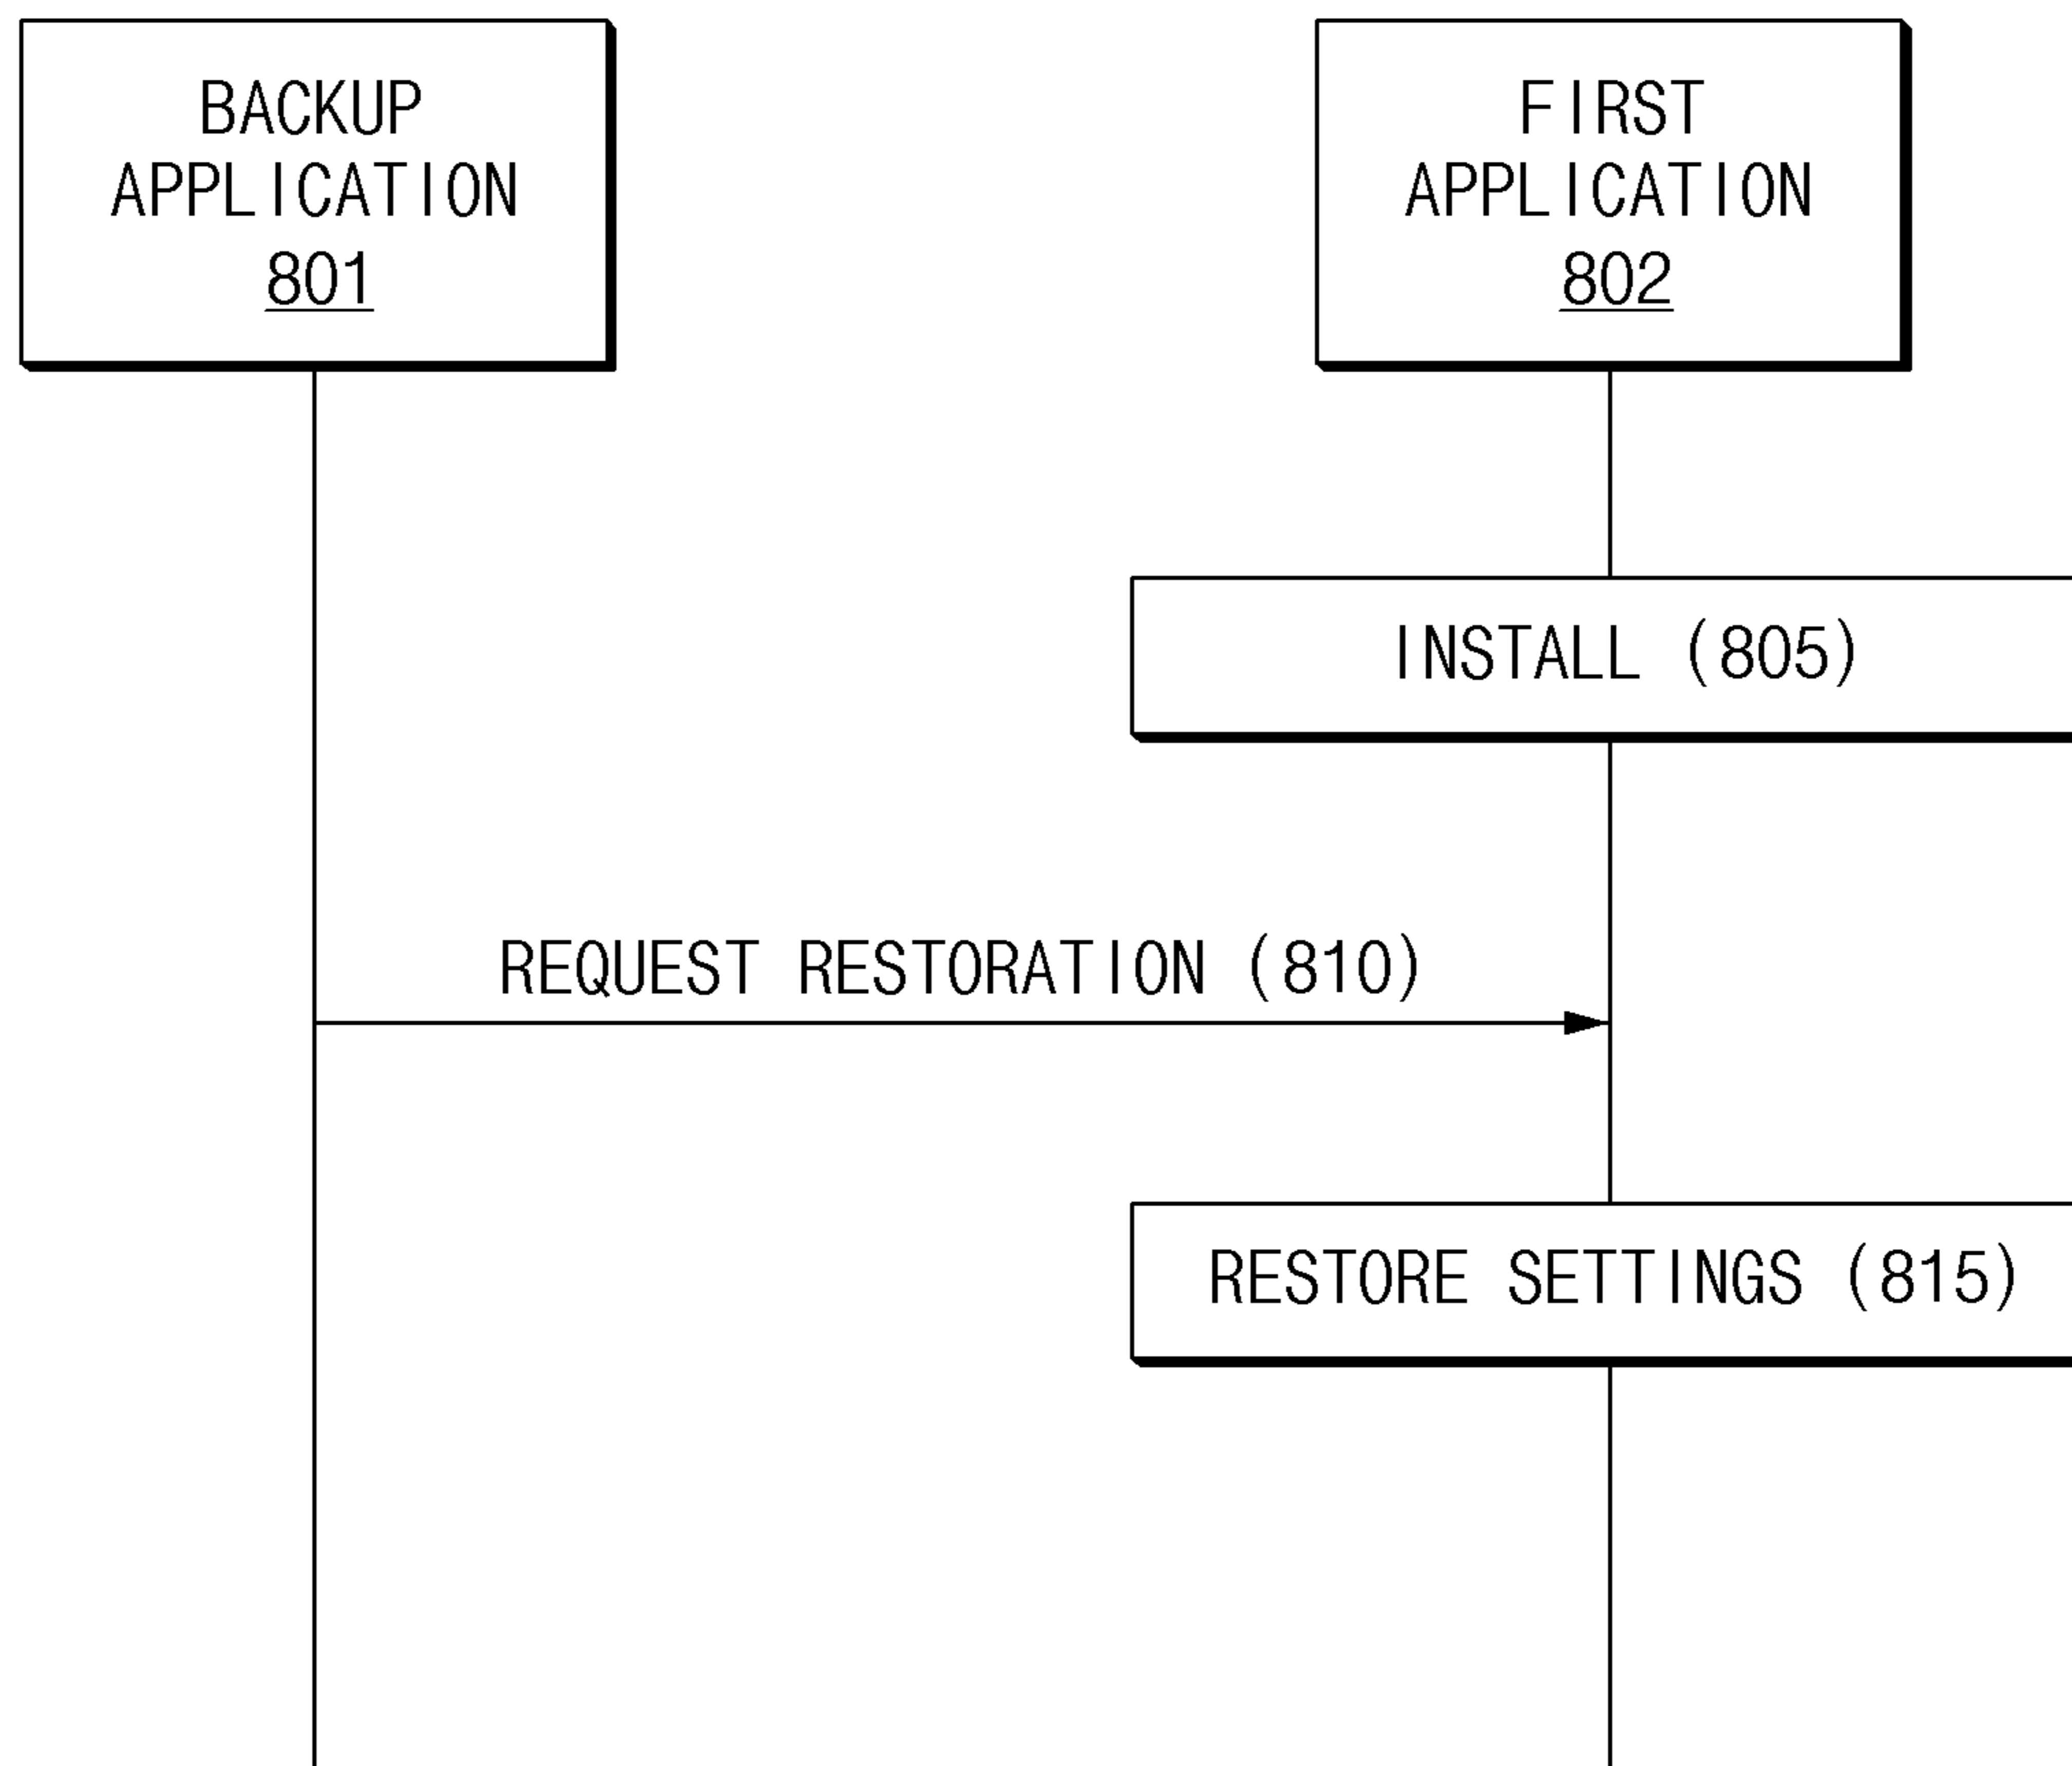 BACKUP
APPLICATION
801
FIRST
APPLICATION
802
INSTALL (805)
REQUEST RESTORATION (810)
RESTORE SETTINGS (815)